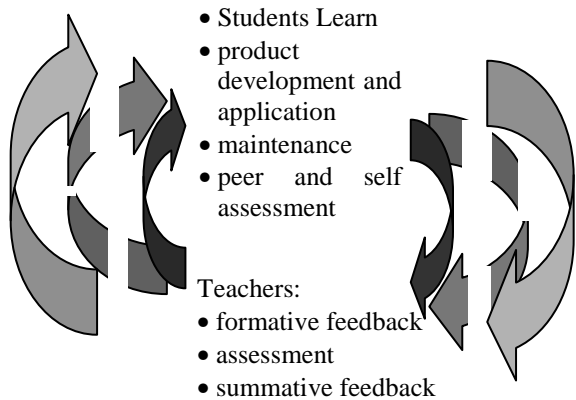 • Students Learn
• product
development and
application
• maintenance
• peer and self
assessment
Teachers:
• formative feedback
• assessment
• summative feedback